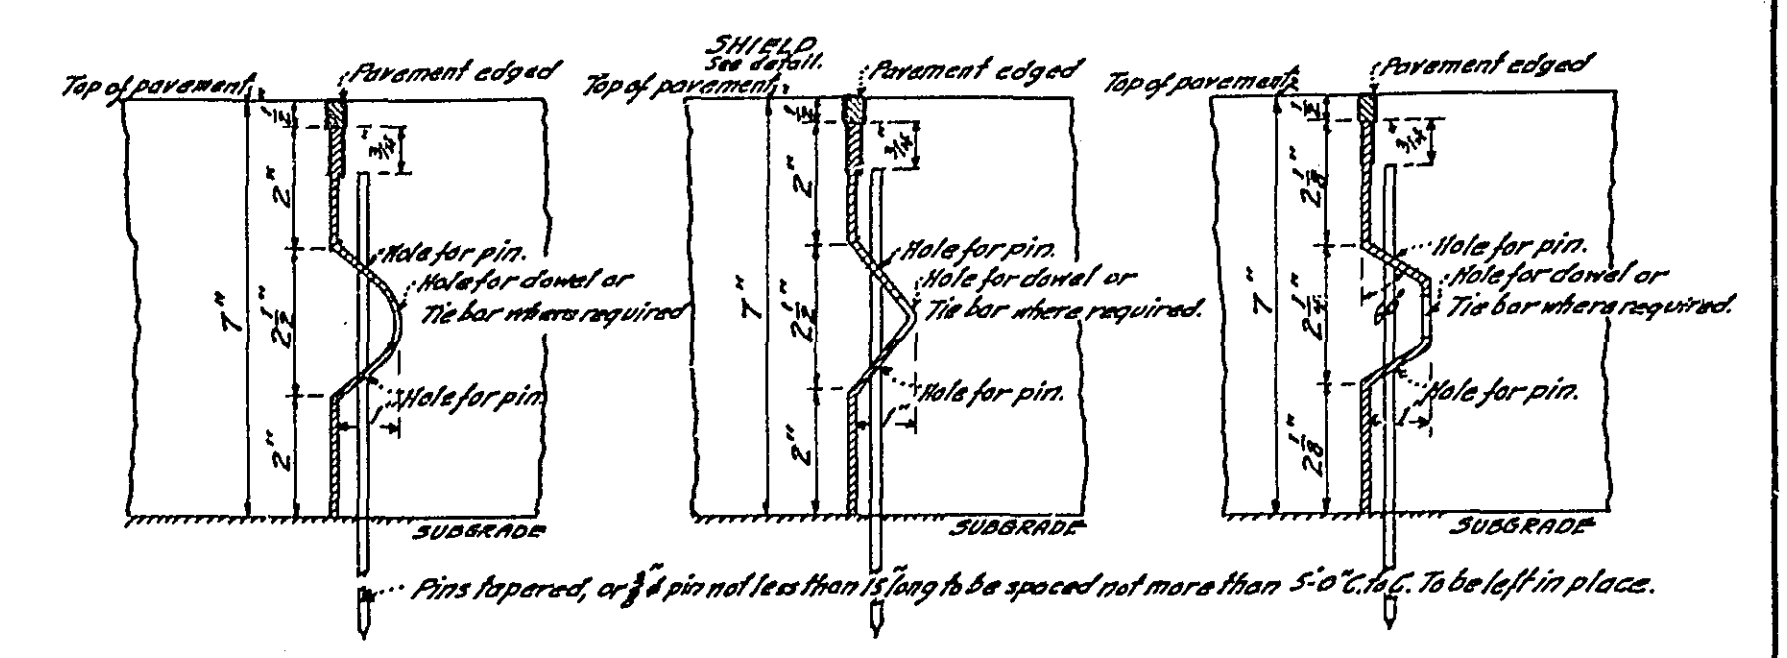 Top of pavement
Pavement edged
1/2"
3/4"
2"
7"
2 1/2"
2"
Hole for pin.
Hole for dowel or
Tie bar where required
Hole for pin.
1"
SUBGRADE
SHIELD
See detail.
Top of pavement
Pavement edged
1/2"
3/4"
2"
7"
2 1/2"
2"
Hole for pin.
Hole for dowel or
Tie bar where required.
Hole for pin.
1"
SUBGRADE
Top of pavement
Pavement edged
1/2"
3/4"
2 1/8"
7"
2 1/4"
2 1/8"
Hole for pin.
Hole for dowel or
Tie bar where required.
Hole for pin.
1"
SUBGRADE
Pins tapered, or 3/8"ø pin not less than 15" long to be spaced not more than 5'-0" C. to C. To be left in place.